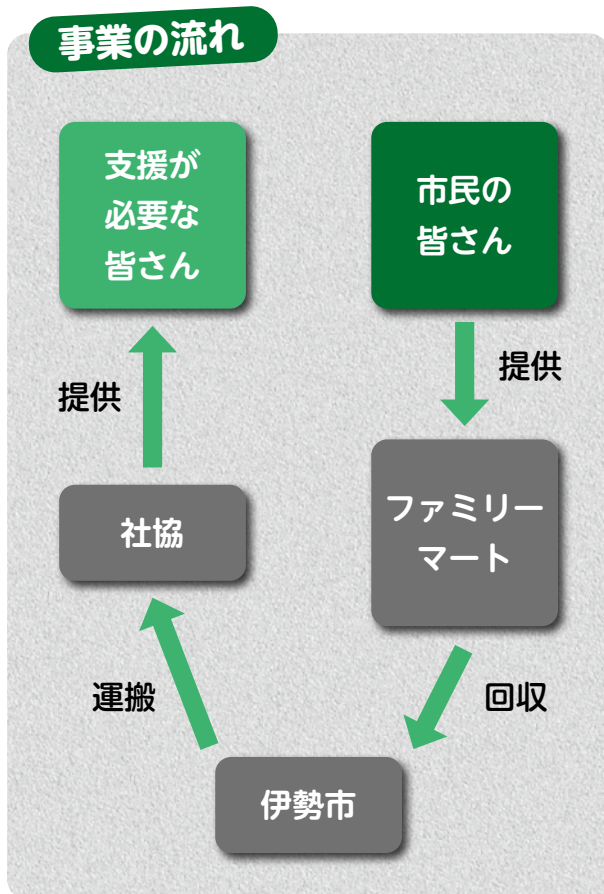 事業の流れ
支援が
必要な
皆さん
市民の
皆さん
提供
提供
社協
ファミリー
マート
運搬
回収
伊勢市